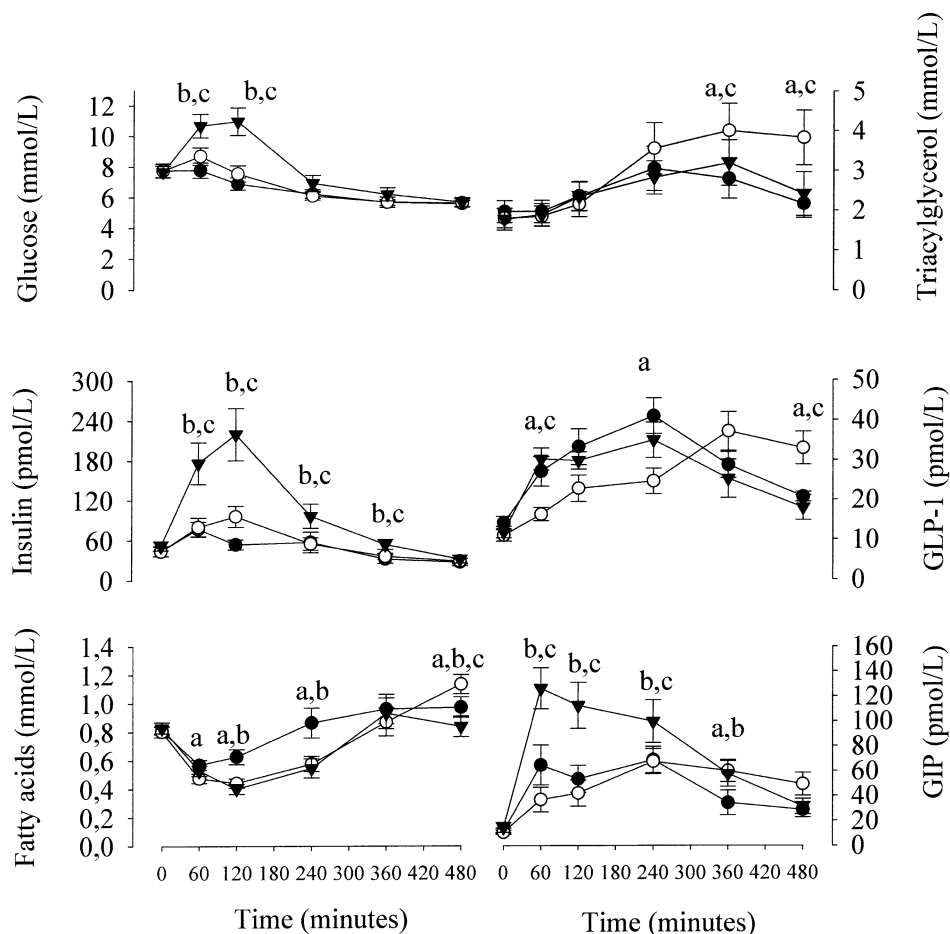 Glucose (mmol/L)
12
10
8
6
4
2
0
b,c
b,c
a,c
a,c
5
4
3
2
1
0
Triacylglycerol (mmol/L)
Insulin (pmol/L)
300
240
180
120
60
0
b,c
b,c
b,c
b,c
a,c
a
a,c
50
40
30
20
10
0
GLP-1 (pmol/L)
Fatty acids (mmol/L)
1,4
1,2
1,0
0,8
0,6
0,4
0,2
0,0
a
a,b
a,b
a,b,c
b,c
b,c
b,c
a,b
160
140
120
100
80
60
40
20
0
GIP (pmol/L)
0 60 120 240 300 360 420 480
0 60 120 240 300 360 420 480
Time (minutes)
Time (minutes)